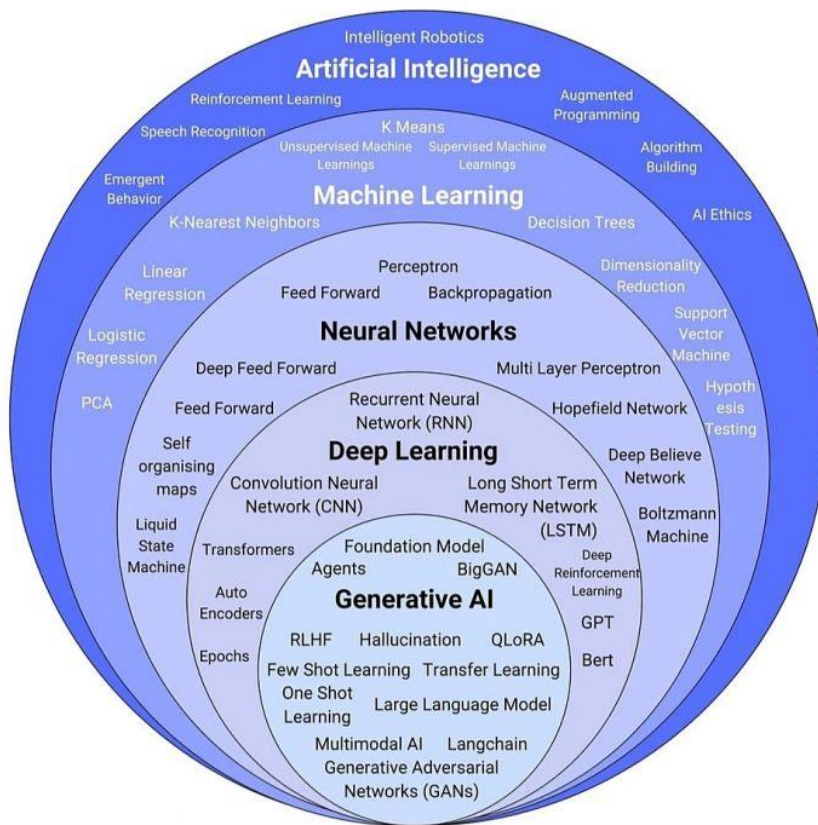 Intelligent Robotics
Artificial Intelligence
Reinforcement Learning
Augmented
Programming
Speech Recognition
Algorithm
Building
Emergent
Behavior
AI Ethics
K Means
Unsupervised Machine
Learnings
Supervised Machine
Learnings
Machine Learning
K-Nearest Neighbors
Decision Trees
Linear
Regression
Dimensionality
Reduction
Logistic
Regression
Support
Vector
Machine
PCA
Hypoth
esis
Testing
Perceptron
Feed Forward
Backpropagation
Neural Networks
Deep Feed Forward
Multi Layer Perceptron
Feed Forward
Hopefield Network
Self
organising
maps
Deep Believe
Network
Liquid
State
Machine
Boltzmann
Machine
Recurrent Neural
Network (RNN)
Deep Learning
Convolution Neural
Network (CNN)
Long Short Term
Memory Network
(LSTM)
Transformers
Deep
Reinforcement
Learning
Auto
Encoders
GPT
Epochs
Bert
Foundation Model
Agents
BigGAN
Generative AI
RLHF
Hallucination
QLoRA
Few Shot Learning
Transfer Learning
One Shot
Learning
Large Language Model
Multimodal AI
Langchain
Generative Adversarial
Networks (GANs)